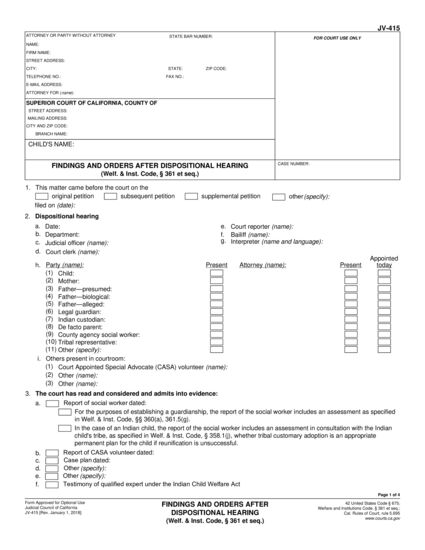 JV-415
ATTORNEY OR PARTY WITHOUT ATTORNEY STATE BAR NUMBER:
FOR COURT USE ONLY
NAME:
FIRM NAME:
STREET ADDRESS:
CITY: STATE: ZIP CODE:
TELEPHONE NO.: FAX NO.:
E-MAIL ADDRESS:
ATTORNEY FOR (name):
SUPERIOR COURT OF CALIFORNIA, COUNTY OF
STREET ADDRESS:
MAILING ADDRESS:
CITY AND ZIP CODE:
BRANCH NAME:
CHILD'S NAME:
FINDINGS AND ORDERS AFTER DISPOSITIONAL HEARING
(Welf. & Inst. Code, § 361 et seq.)
CASE NUMBER:
1. This matter came before the court on the
original petition subsequent petition supplemental petition other (specify):
filed on (date):
2. Dispositional hearing
a. Date: e. Court reporter (name):
b. Department: f. Bailiff (name):
c. Judicial officer (name): g. Interpreter (name and language):
d. Court clerk (name):
h. Party (name): Present Attorney (name): Present Appointed today
(1) Child:
(2) Mother:
(3) Father—presumed:
(4) Father—biological:
(5) Father—alleged:
(6) Legal guardian:
(7) Indian custodian:
(8) De facto parent:
(9) County agency social worker:
(10) Tribal representative:
(11) Other (specify):
i. Others present in courtroom:
(1) Court Appointed Special Advocate (CASA) volunteer (name):
(2) Other (name):
(3) Other (name):
3. The court has read and considered and admits into evidence:
a. Report of social worker dated:
For the purposes of establishing a guardianship, the report of the social worker includes an assessment as specified
in Welf. & Inst. Code, §§ 360(a), 361.5(g).
In the case of an Indian child, the report of the social worker includes an assessment in consultation with the Indian
child's tribe, as specified in Welf. & Inst. Code, § 358.1(j), whether tribal customary adoption is an appropriate
permanent plan for the child if reunification is unsuccessful.
b. Report of CASA volunteer dated:
c. Case plan dated:
d. Other (specify):
e. Other (specify):
f. Testimony of qualified expert under the Indian Child Welfare Act
Page 1 of 4
Form Approved for Optional Use
Judicial Council of California
JV-415 [Rev. January 1, 2018]
FINDINGS AND ORDERS AFTER
DISPOSITIONAL HEARING
(Welf. & Inst. Code, § 361 et seq.)
42 United States Code § 675;
Welfare and Institutions Code, § 361 et seq.;
Cal. Rules of Court, rule 5.695
www.courts.ca.gov